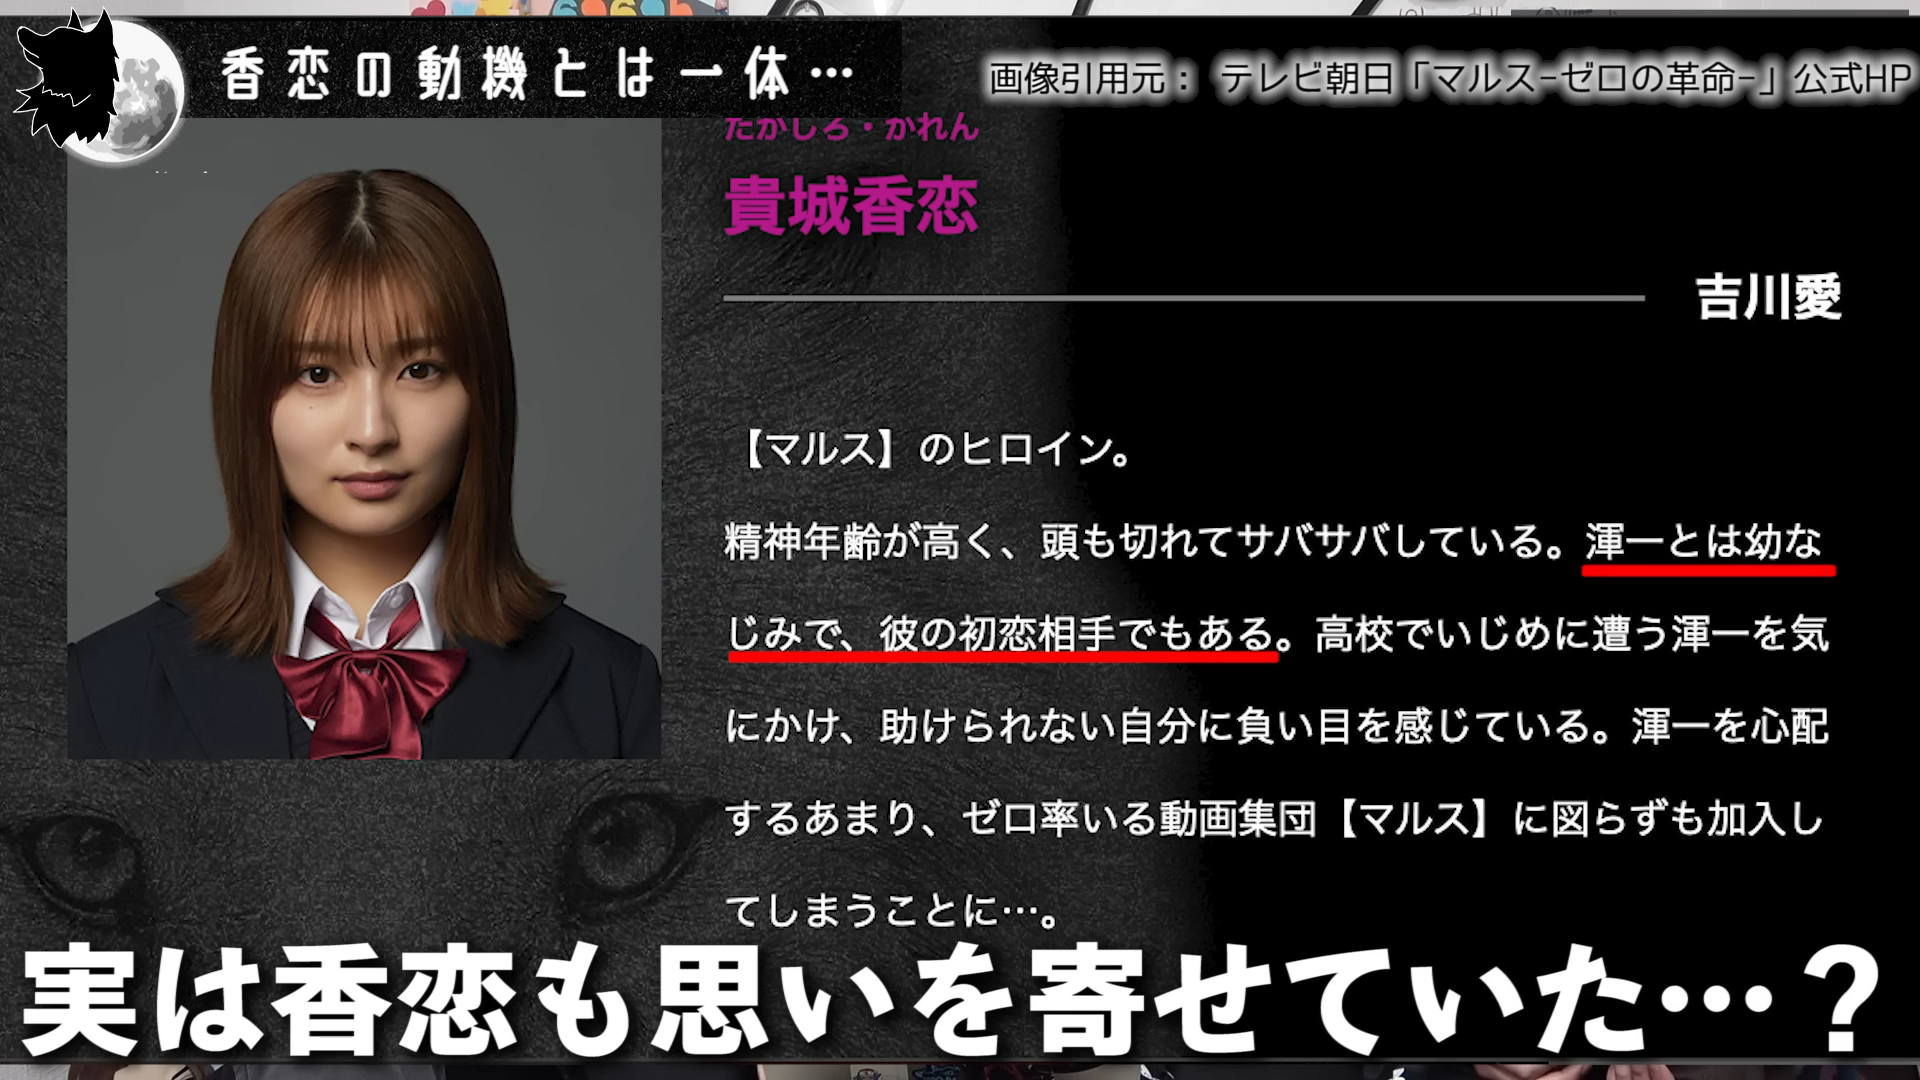 香恋の動機とは一体…
画像引用元： テレビ朝日「マルス-ゼロの革命-」公式HP
たかしろ・かれん
貴城香恋
吉川愛
【マルス】のヒロイン。
精神年齢が高く、頭も切れてサバサバしている。渾一とは幼な
じみで、彼の初恋相手でもある。高校でいじめに遭う渾一を気
にかけ、助けられない自分に負い目を感じている。渾一を心配
するあまり、ゼロ率いる動画集団【マルス】に図らずも加入し
てしまうことに…。
実は香恋も思いを寄せていた…？